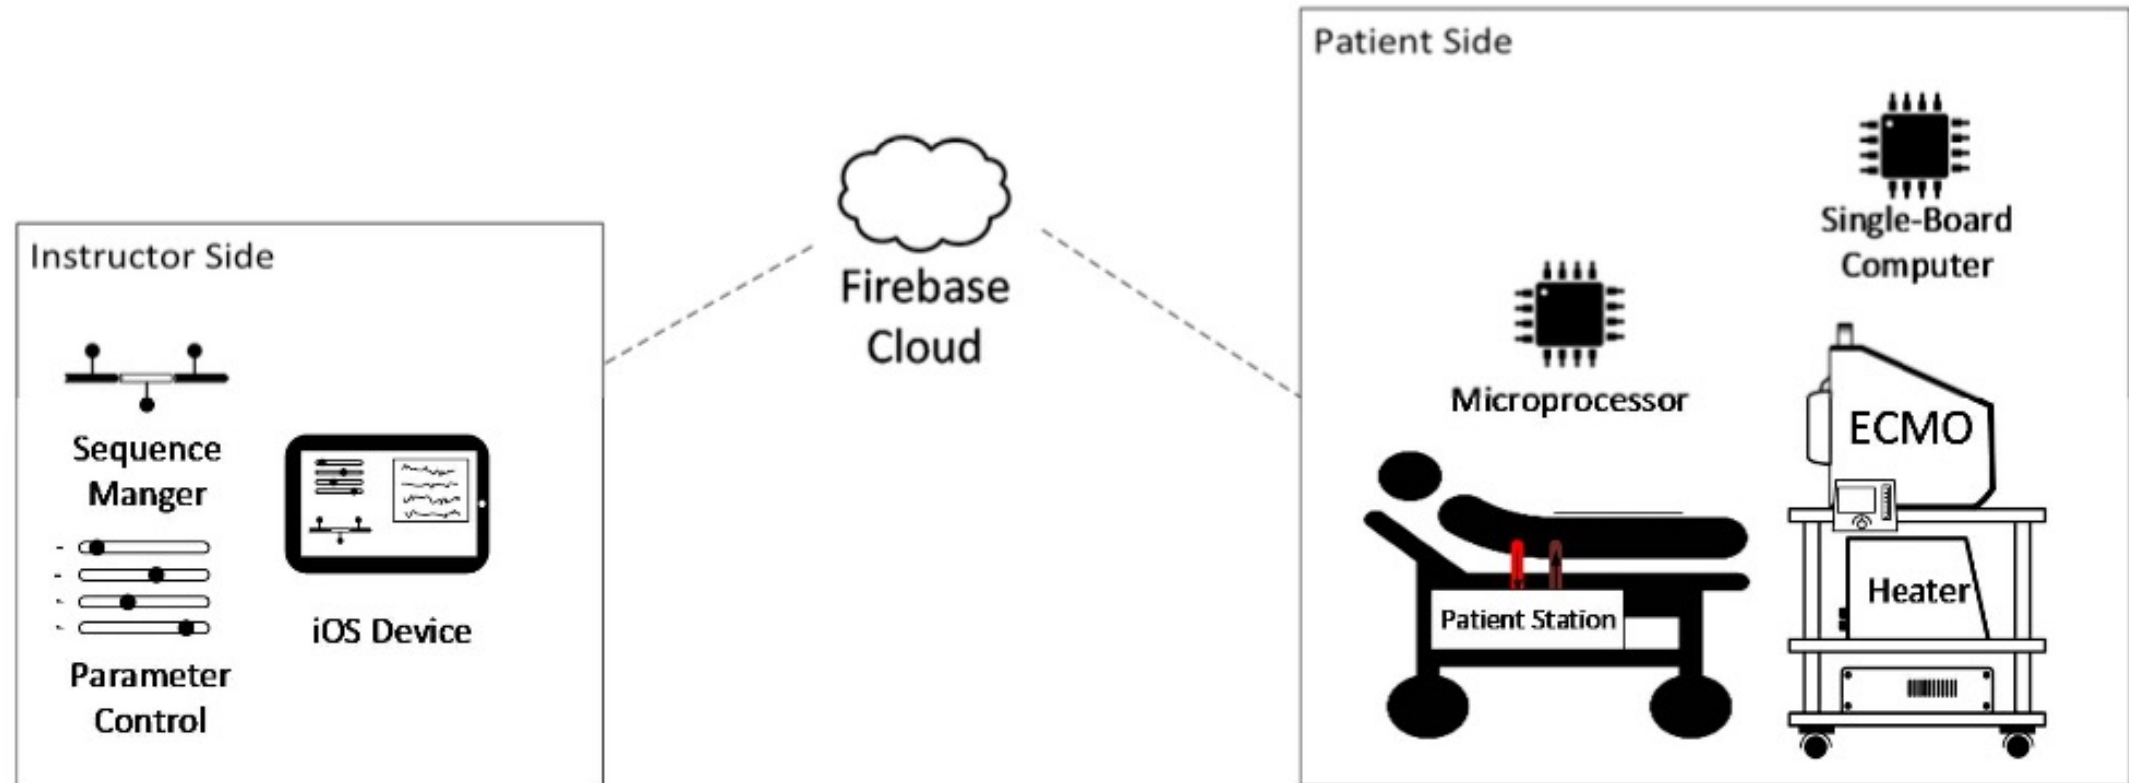 Instructor Side
Sequence
Manger
Parameter
Control
iOS Device
Firebase
Cloud
Patient Side
Single-Board
Computer
Microprocessor
ECMO
Heater
Patient Station